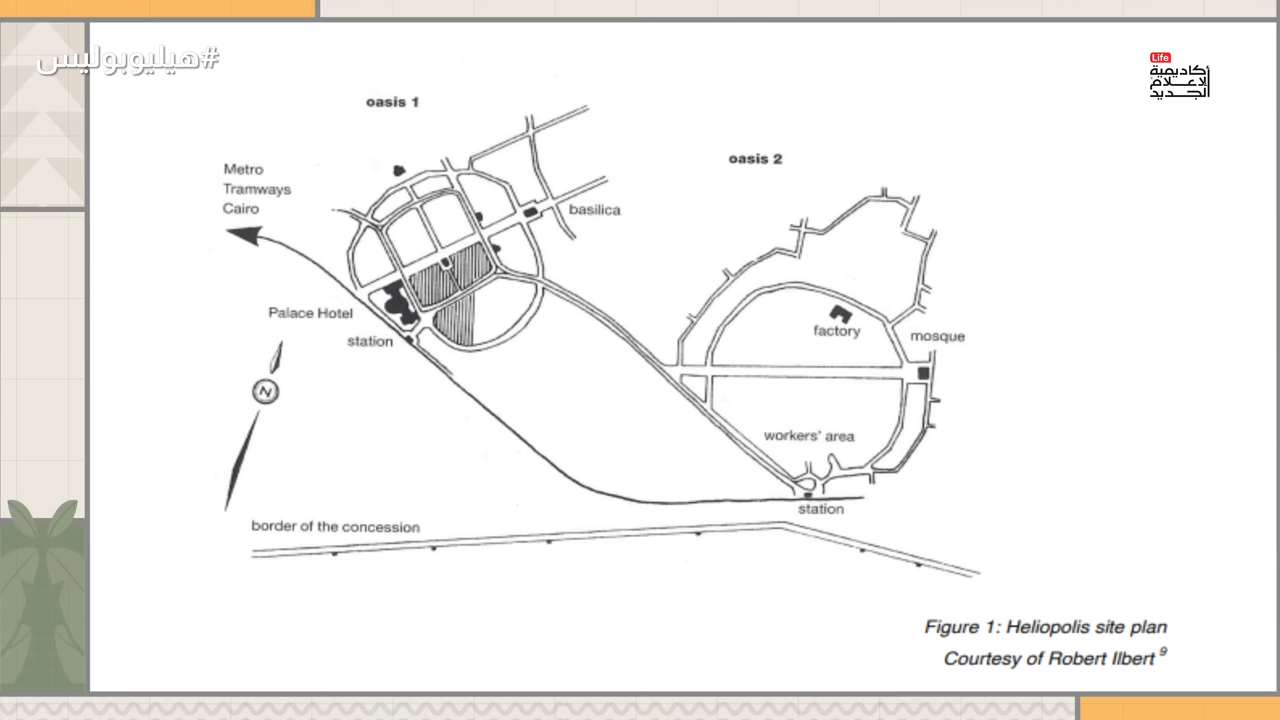 #هيليوبوليس
Life
أكاديمية
الإعلام
الجديد
oasis 1
oasis 2
Metro
Tramways
Cairo
basilica
Palace Hotel
station
factory
mosque
N
workers' area
station
border of the concession
Figure 1: Heliopolis site plan
Courtesy of Robert Ilbert 9